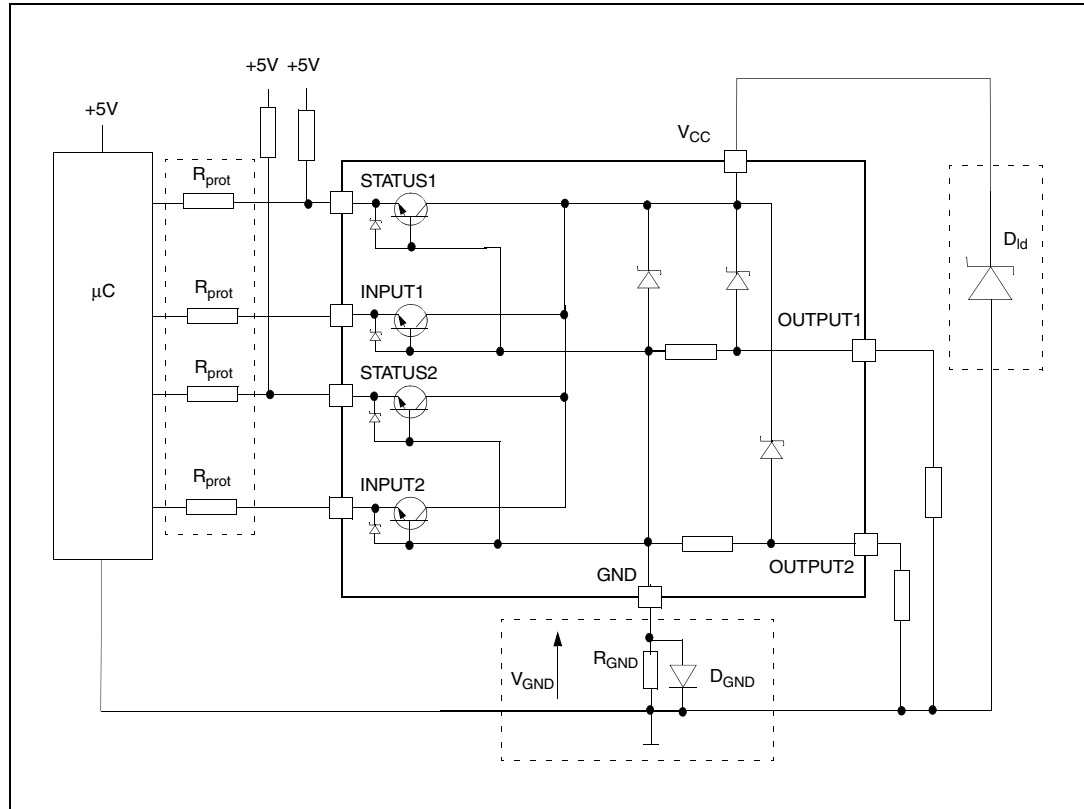 +5V +5V
+5V
V_CC
R_prot
STATUS1
D_ld
μC
R_prot
INPUT1
OUTPUT1
R_prot
STATUS2
R_prot
INPUT2
OUTPUT2
GND
R_GND
V_GND
D_GND